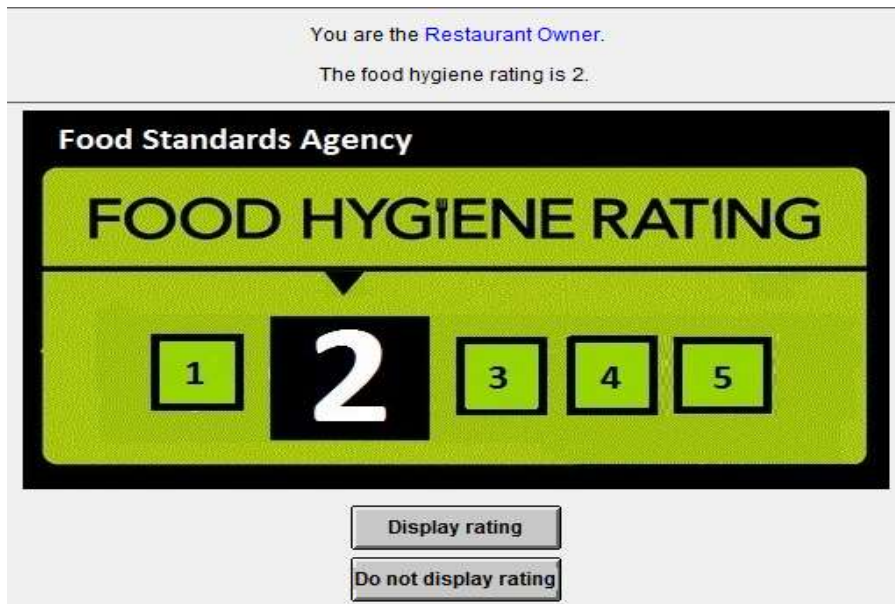 You are the Restaurant Owner.
The food hygiene rating is 2.
Food Standards Agency
FOOD HYGIENE RATING
1 2 3 4 5
Display rating
Do not display rating